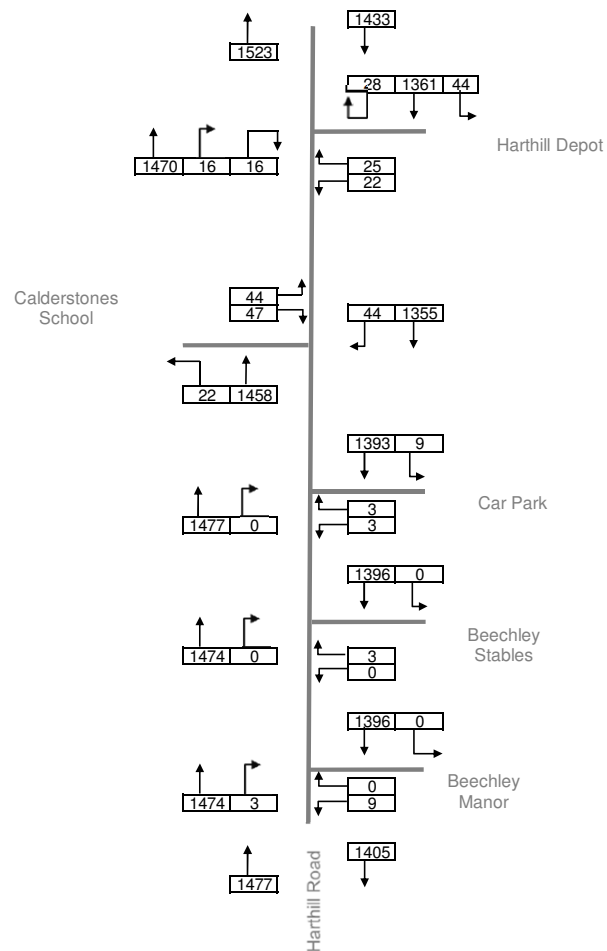 1433
1523
28 1361 44
Harthill Depot
1470 16 16
25
22
Calderstones
School
44
47
44 1355
22 1458
1393 9
Car Park
1477 0
3
3
1396 0
Beechley
Stables
1474 0
3
0
1396 0
Beechley
Manor
1474 3
0
9
1477
1405
Harthill Road